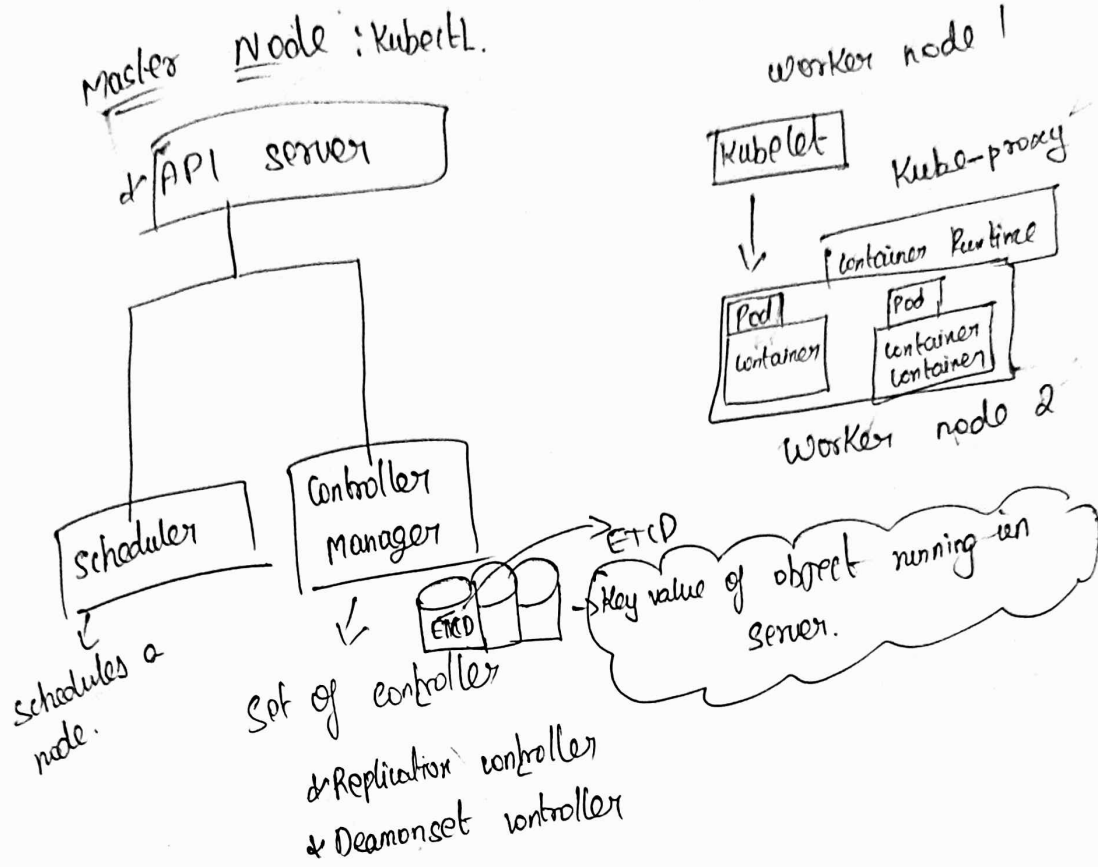 Master Node : KubectL.
API server
Scheduler
schedules a
node.
Controller
Manager
Set of controller
Replication controller
Deamonset controller
ETCD
ETCD
Key value of object running in
server.
Worker node 1
Kubelet
Kube-proxy
Container Runtime
Pod
Container
Pod
Container
Container
Worker node 2